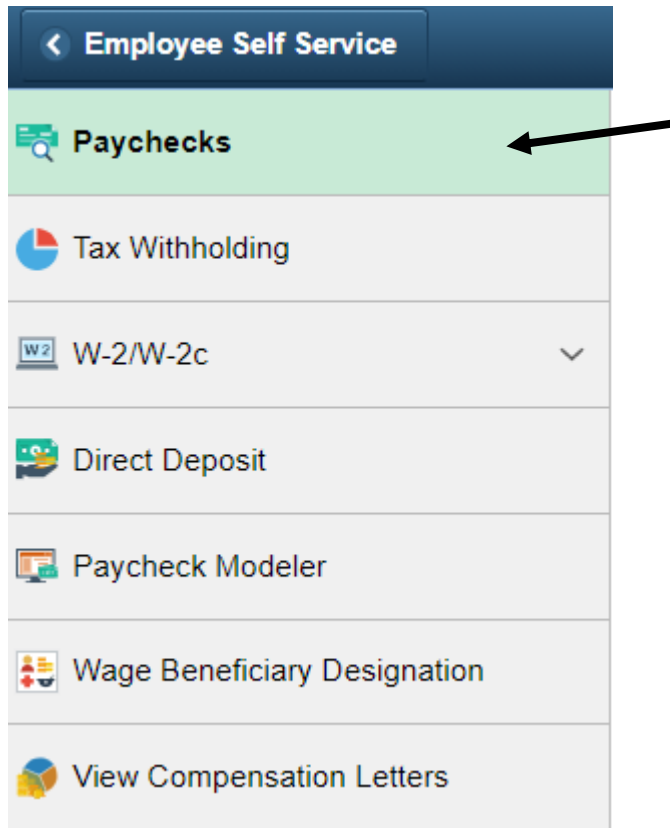 Employee Self Service
Paychecks
Tax Withholding
W2
W-2/W-2c
Direct Deposit
Paycheck Modeler
Wage Beneficiary Designation
View Compensation Letters